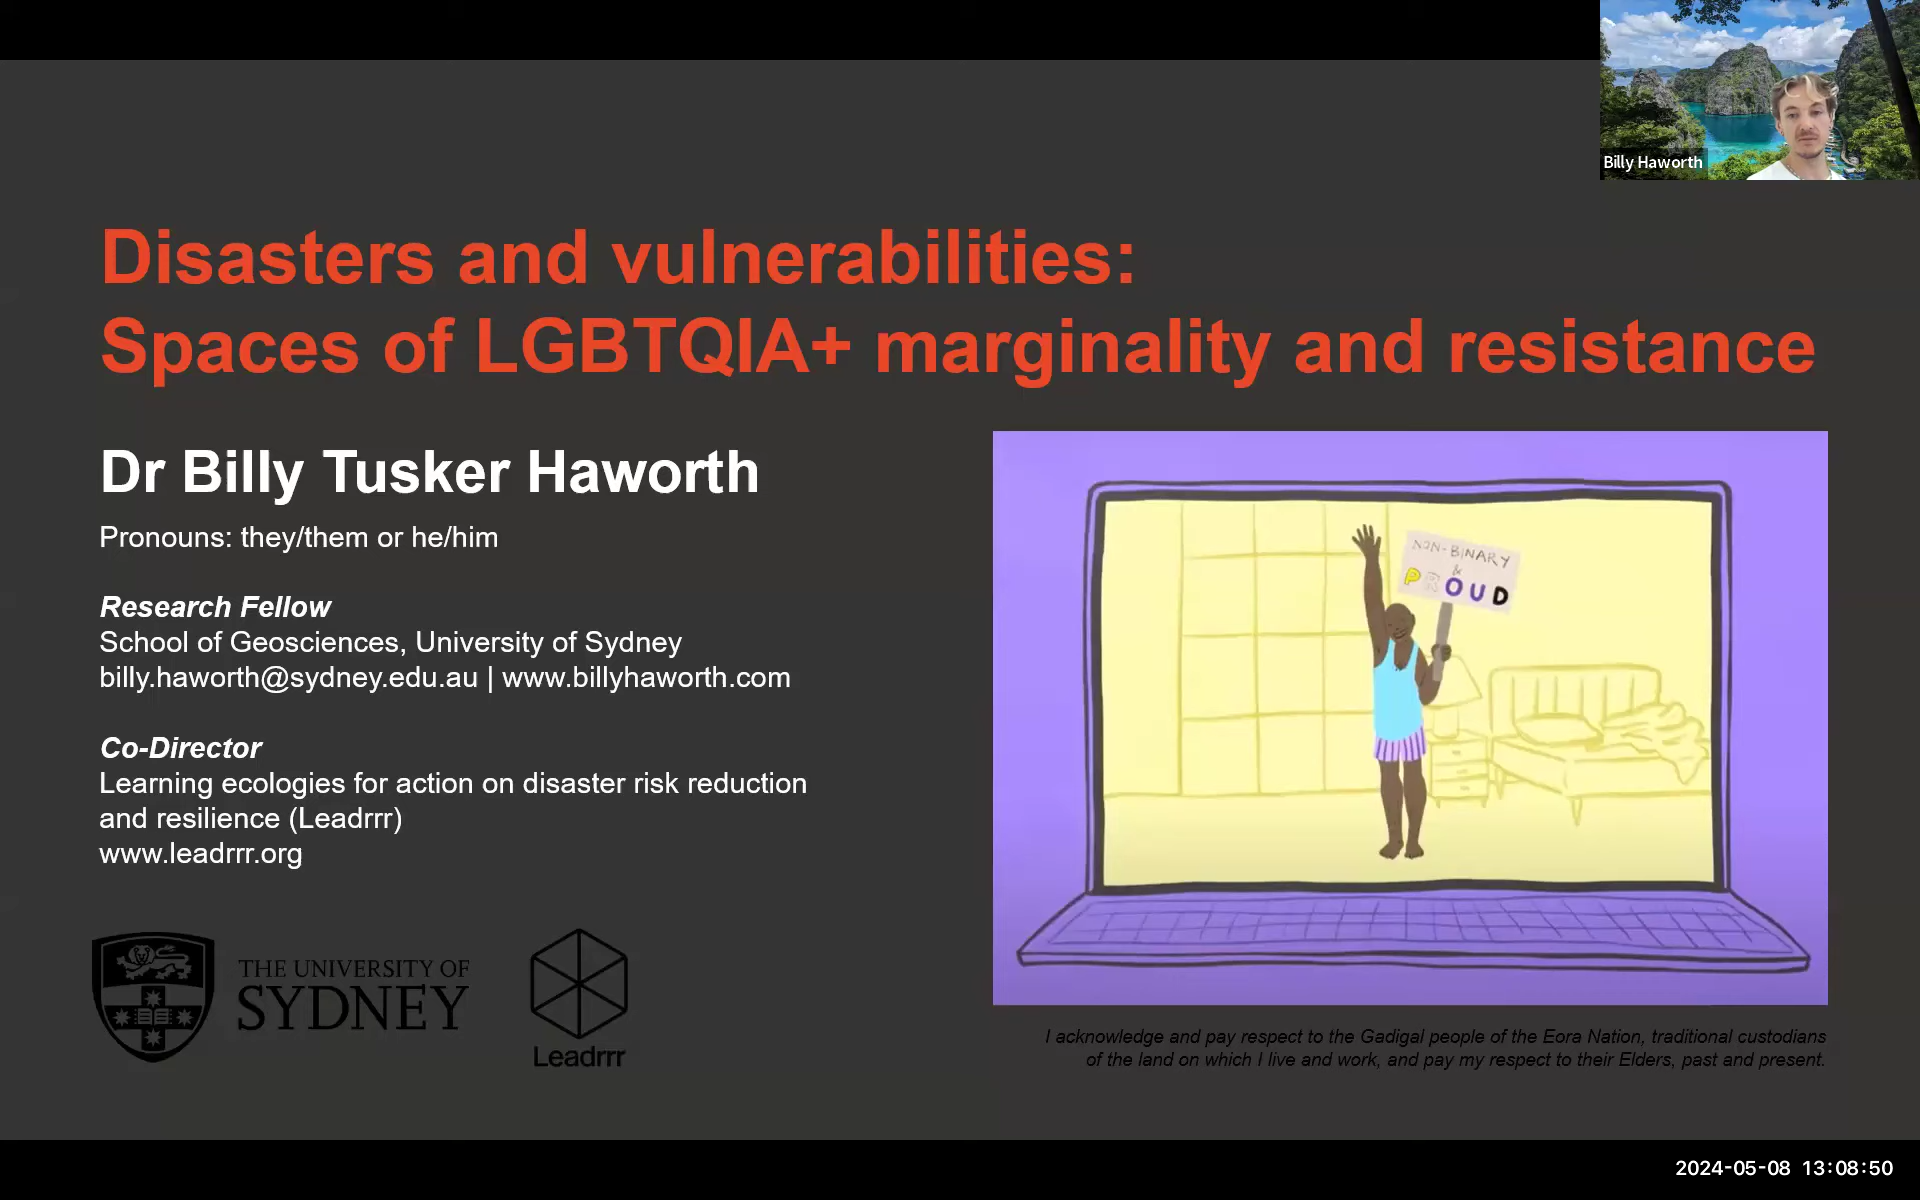 Billy Haworth
Disasters and vulnerabilities:
Spaces of LGBTQIA+ marginality and resistance
Dr Billy Tusker Haworth
Pronouns: they/them or he/him
Research Fellow
School of Geosciences, University of Sydney
billy.haworth@sydney.edu.au | www.billyhaworth.com
Co-Director
Learning ecologies for action on disaster risk reduction
and resilience (Leadrrr)
www.leadrrr.org
THE UNIVERSITY OF
SYDNEY
Leadrrr
NON-BINARY
&
PROUD
I acknowledge and pay respect to the Gadigal people of the Eora Nation, traditional custodians
of the land on which I live and work, and pay my respect to their Elders, past and present.
2024-05-08 13:08:50